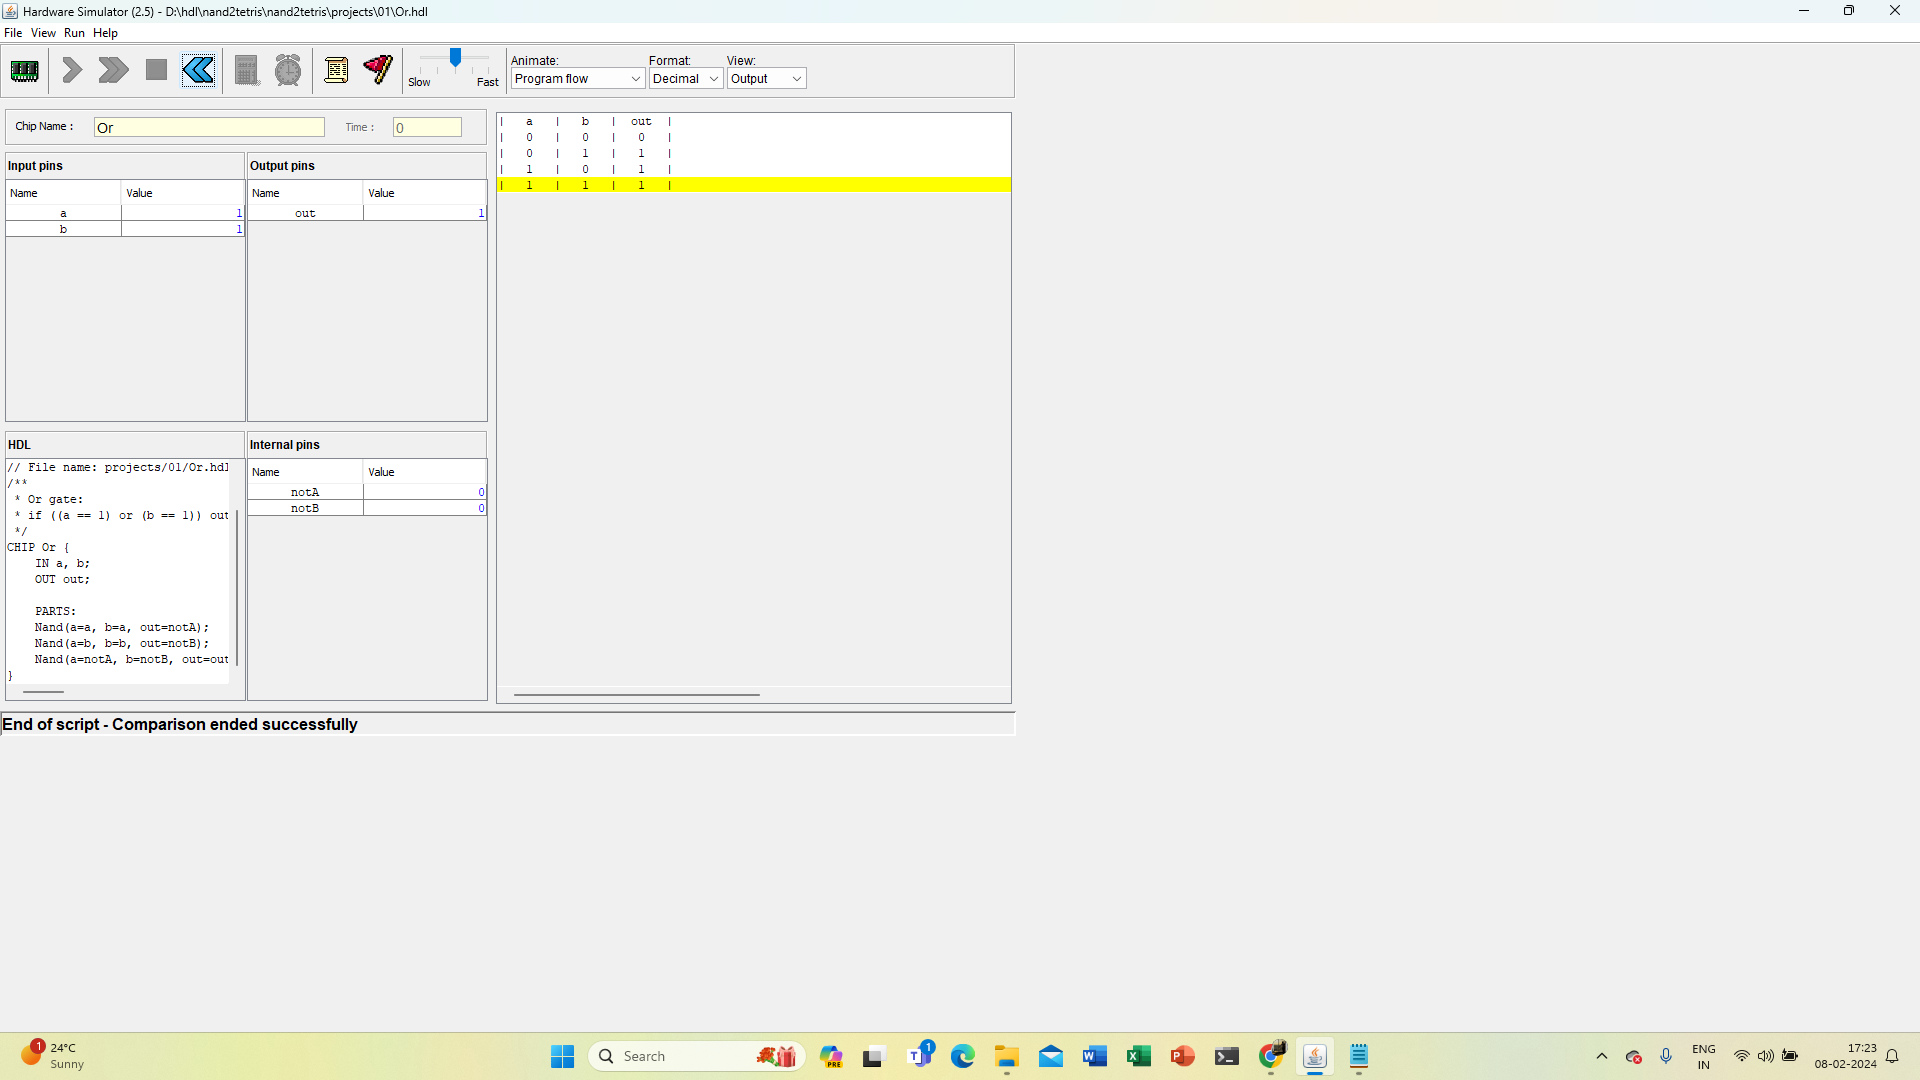 Hardware Simulator (2.5) - D:\hdl\nand2tetris\nand2tetris\projects\01\Or.hdl
File View Run Help
Slow Fast
Animate: Format: View:
Program flow Decimal Output
Chip Name : Or Time : 0
Input pins
Name Value
a 1
b 1
Output pins
Name Value
out 1
| a | b | out |
| 0 | 0 | 0 |
| 0 | 1 | 1 |
| 1 | 0 | 1 |
| 1 | 1 | 1 |
HDL
// File name: projects/01/Or.hdl
/**
* Or gate:
* if ((a == 1) or (b == 1)) out
*/
CHIP Or {
IN a, b;
OUT out;
PARTS:
Nand(a=a, b=a, out=notA);
Nand(a=b, b=b, out=notB);
Nand(a=notA, b=notB, out=out
}
Internal pins
Name Value
notA 0
notB 0
End of script - Comparison ended successfully
1
24°C
Sunny
Search
PRE
T
1
W
X
P
ENG
IN
17:23
08-02-2024